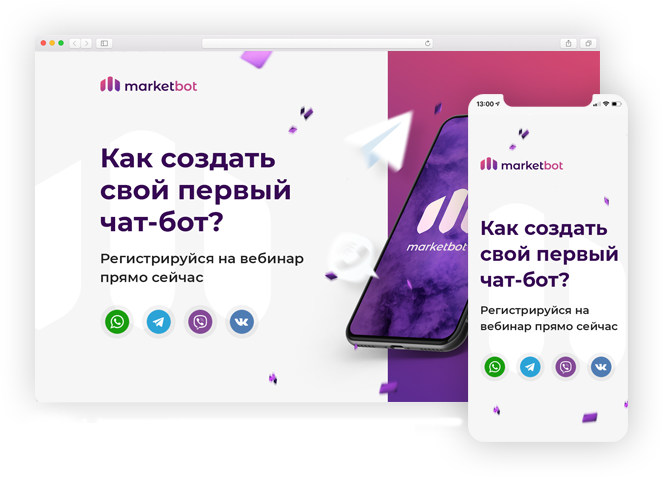 marketbot
Как создать
свой первый
чат-бот?
Регистрируйся на вебинар
прямо сейчас
marketbot
13:00
marketbot
Как создать
свой первый
чат-бот?
Регистрируйся на
вебинар прямо сейчас